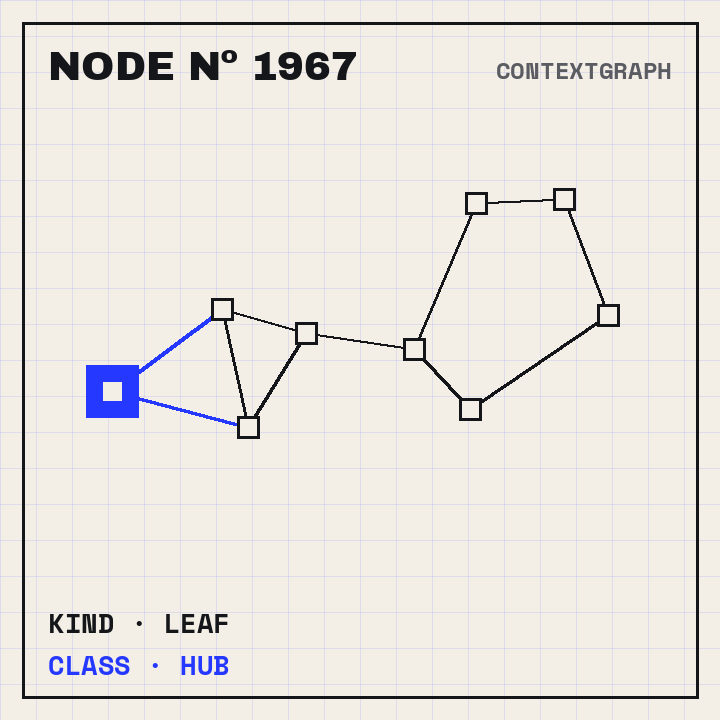 NODE Nº 1967
CONTEXTGRAPH
KIND · LEAF
CLASS · HUB